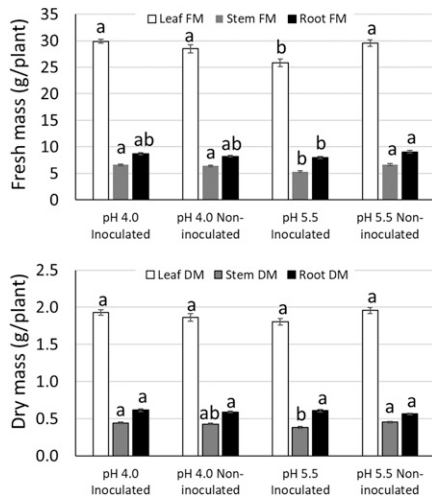 Fresh mass (g/plant)
35
30
25
20
15
10
5
0
Leaf FM Stem FM Root FM
a a ab
a a ab
b b b
a a a
pH 4.0 Inoculated
pH 4.0 Non-inoculated
pH 5.5 Inoculated
pH 5.5 Non-inoculated
Dry mass (g/plant)
2.5
2.0
1.5
1.0
0.5
0.0
Leaf DM Stem DM Root DM
a a a
a ab a
a b a
a a a
pH 4.0 Inoculated
pH 4.0 Non-inoculated
pH 5.5 Inoculated
pH 5.5 Non-inoculated